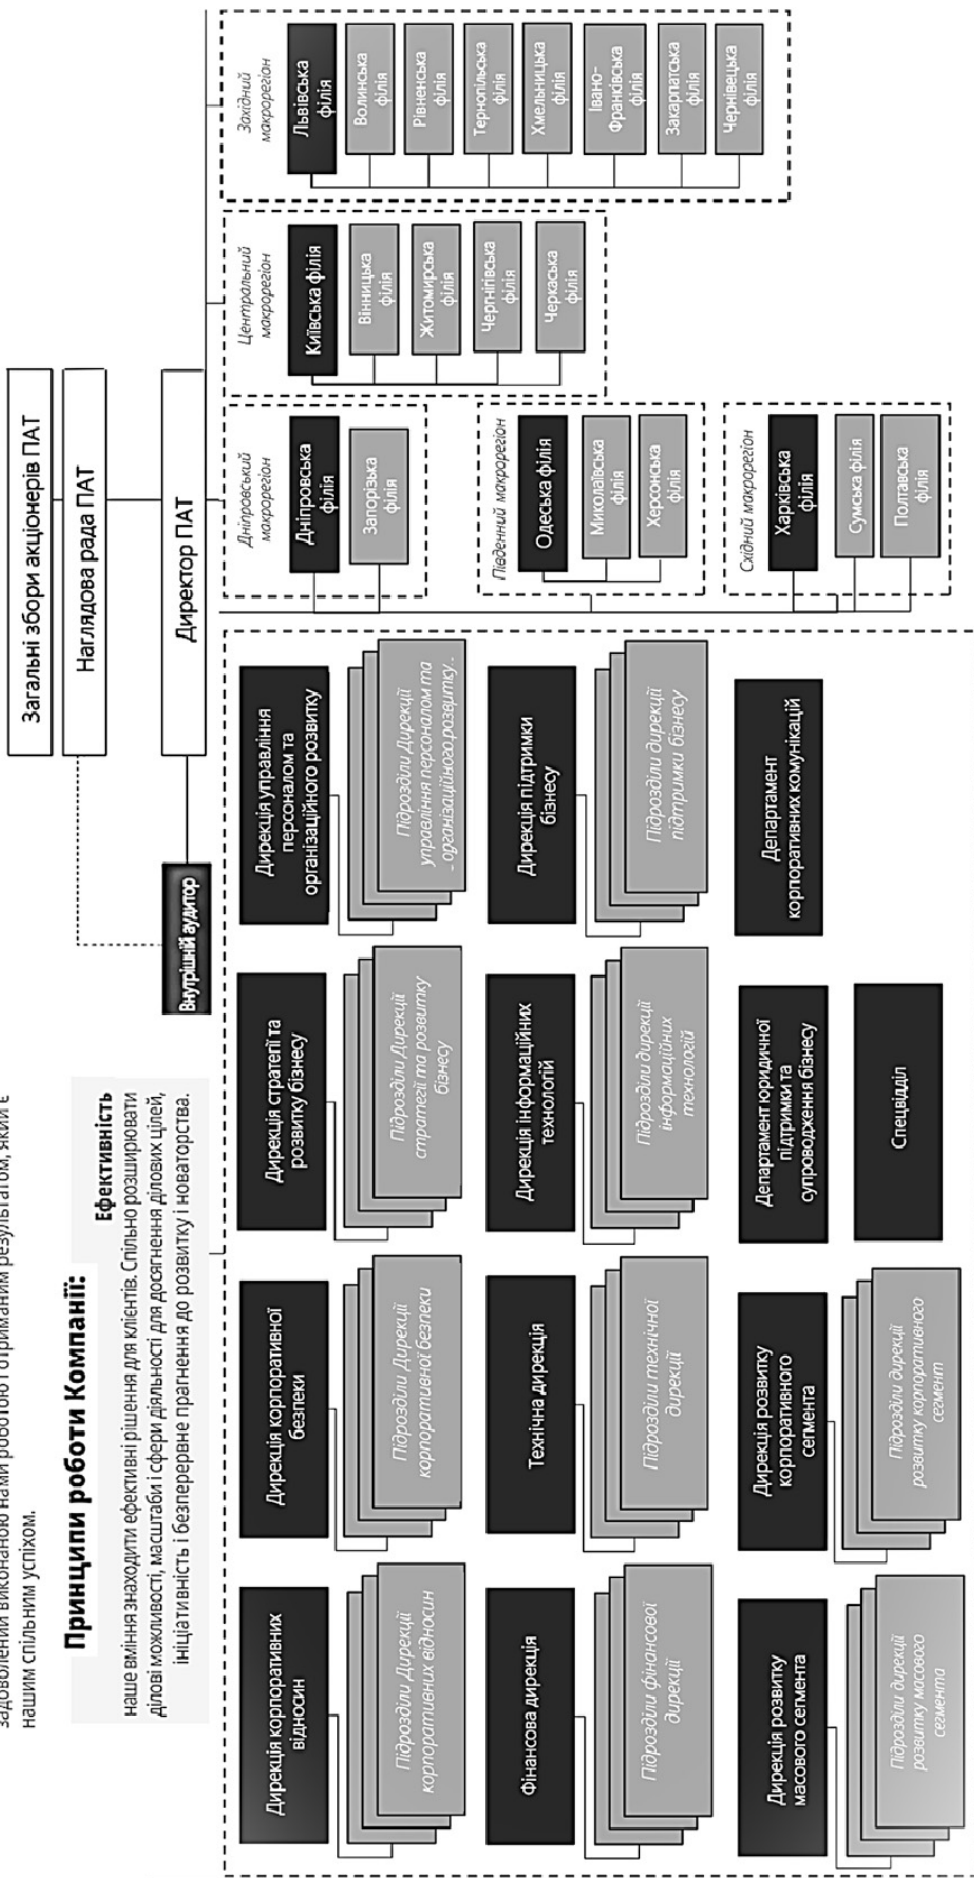 задоволений виконаною нами роботою і отриманим результатом, який є
нашим спільним успіхом.
Принципи роботи Компанії:
Ефективність
наше вміння знаходити ефективні рішення для клієнтів. Спільно розширювати
ділові можливості, масштаби і сфери діяльності для досягнення ділових цілей,
ініціативність і безперервне прагнення до розвитку і новаторства.
Загальні збори акціонерів ПАТ
Наглядова рада ПАТ
Директор ПАТ
Внутрішній аудитор
Дирекція корпоративних
відносин
Підрозділи Дирекції
корпоративних відносин
Дирекція корпоративної
безпеки
Підрозділи Дирекції
корпоративної безпеки
Дирекція стратегії та
розвитку бізнесу
Підрозділи Дирекції
стратегії та розвитку
бізнесу
Дирекція управління
персоналом та
організаційного розвитку
Підрозділи Дирекції
управління персоналом та
організаційного розвитку
Фінансова дирекція
Підрозділи фінансової
дирекції
Технічна дирекція
Підрозділи технічної
дирекції
Дирекція інформаційних
технологій
Підрозділи дирекції
інформаційних
технологій
Дирекція підтримки
бізнесу
Підрозділи дирекції
підтримки бізнесу
Дирекція розвитку
масового сегмента
Підрозділи дирекції
розвитку масового
сегмента
Дирекція розвитку
корпоративного
сегмента
Підрозділи дирекції
розвитку корпоративного
сегмент
Департамент юридичної
підтримки та
супроводження бізнесу
Спецвідділ
Департамент
корпоративних комунікацій
Дніпровський
макрорегіон
Дніпровська
філія
Запорізька
філія
Південний макрорегіон
Одеська філія
Миколаївська
філія
Херсонська
філія
Східний макрорегіон
Харківська
філія
Сумська філія
Полтавська
філія
Центральний
макрорегіон
Київська філія
Вінницька
філія
Житомирська
філія
Чергнігівська
філія
Черкаська
філія
Західний
макрорегіон
Львівська
філія
Волинська
філія
Рівненська
філія
Тернопільська
філія
Хмельницька
філія
Івано-
Франківська
філія
Закарпатська
філія
Чернівецька
філія